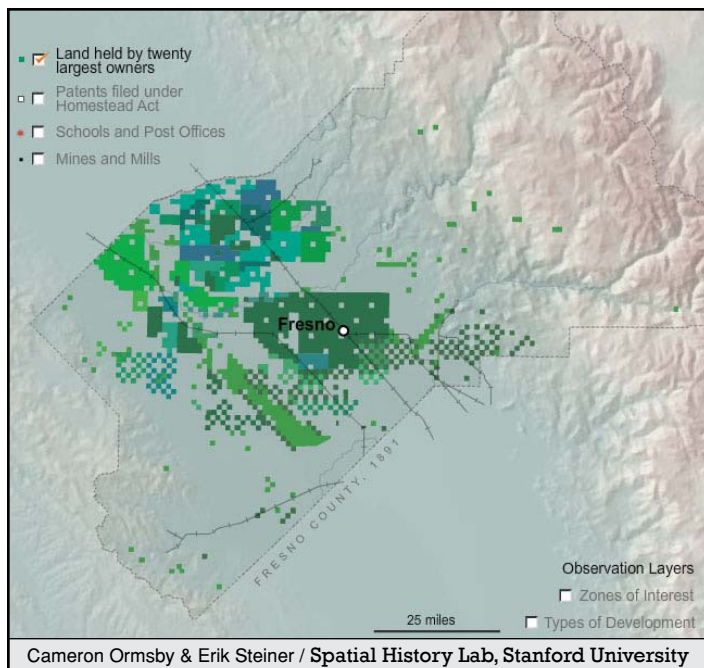 Land held by twenty
largest owners
Patents filed under
Homestead Act
Schools and Post Offices
Mines and Mills
Fresno
FRESNO COUNTY, 1891
Observation Layers
Zones of Interest
25 miles
Types of Development
Cameron Ormsby & Erik Steiner / Spatial History Lab, Stanford University